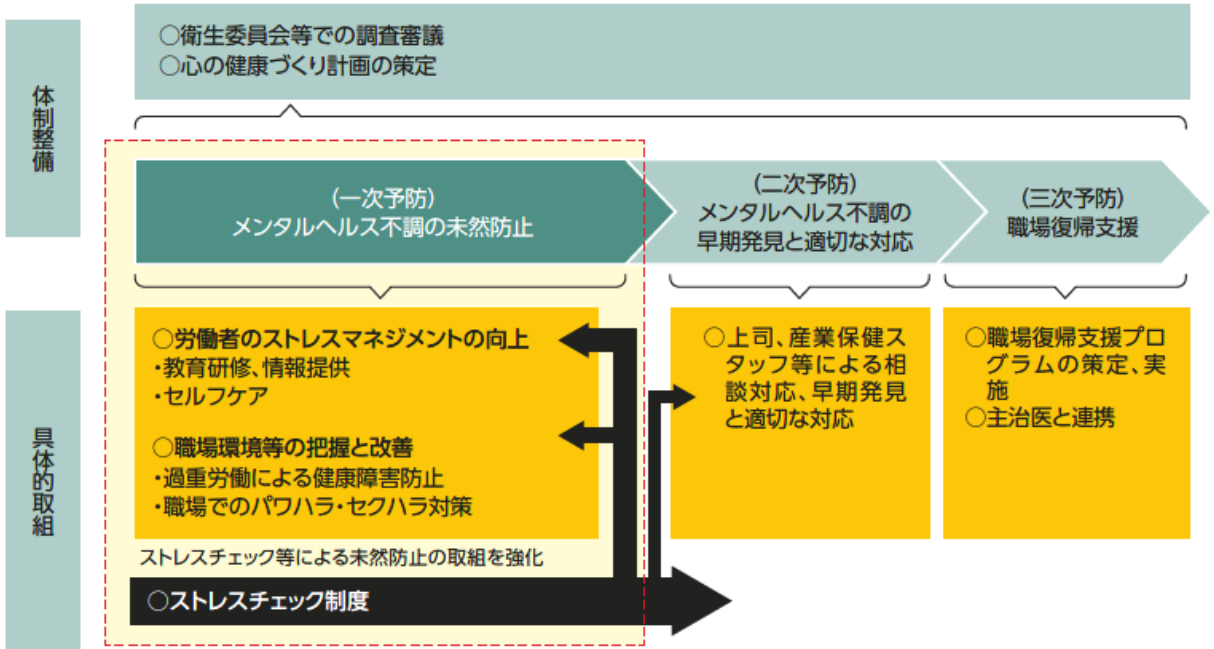 体制整備
○衛生委員会等での調査審議
○心の健康づくり計画の策定
(一次予防)
メンタルヘルス不調の未然防止
(二次予防)
メンタルヘルス不調の
早期発見と適切な対応
(三次予防)
職場復帰支援
具体的取組
○労働者のストレスマネジメントの向上
・教育研修、情報提供
・セルフケア
○職場環境等の把握と改善
・過重労働による健康障害防止
・職場でのパワハラ・セクハラ対策
○上司、産業保健ス
タッフ等による相
談対応、早期発見
と適切な対応
○職場復帰支援プロ
グラムの策定、実
施
○主治医と連携
ストレスチェック等による未然防止の取組を強化
○ストレスチェック制度